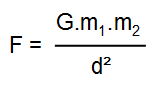 F = G.m₁.m₂
d²